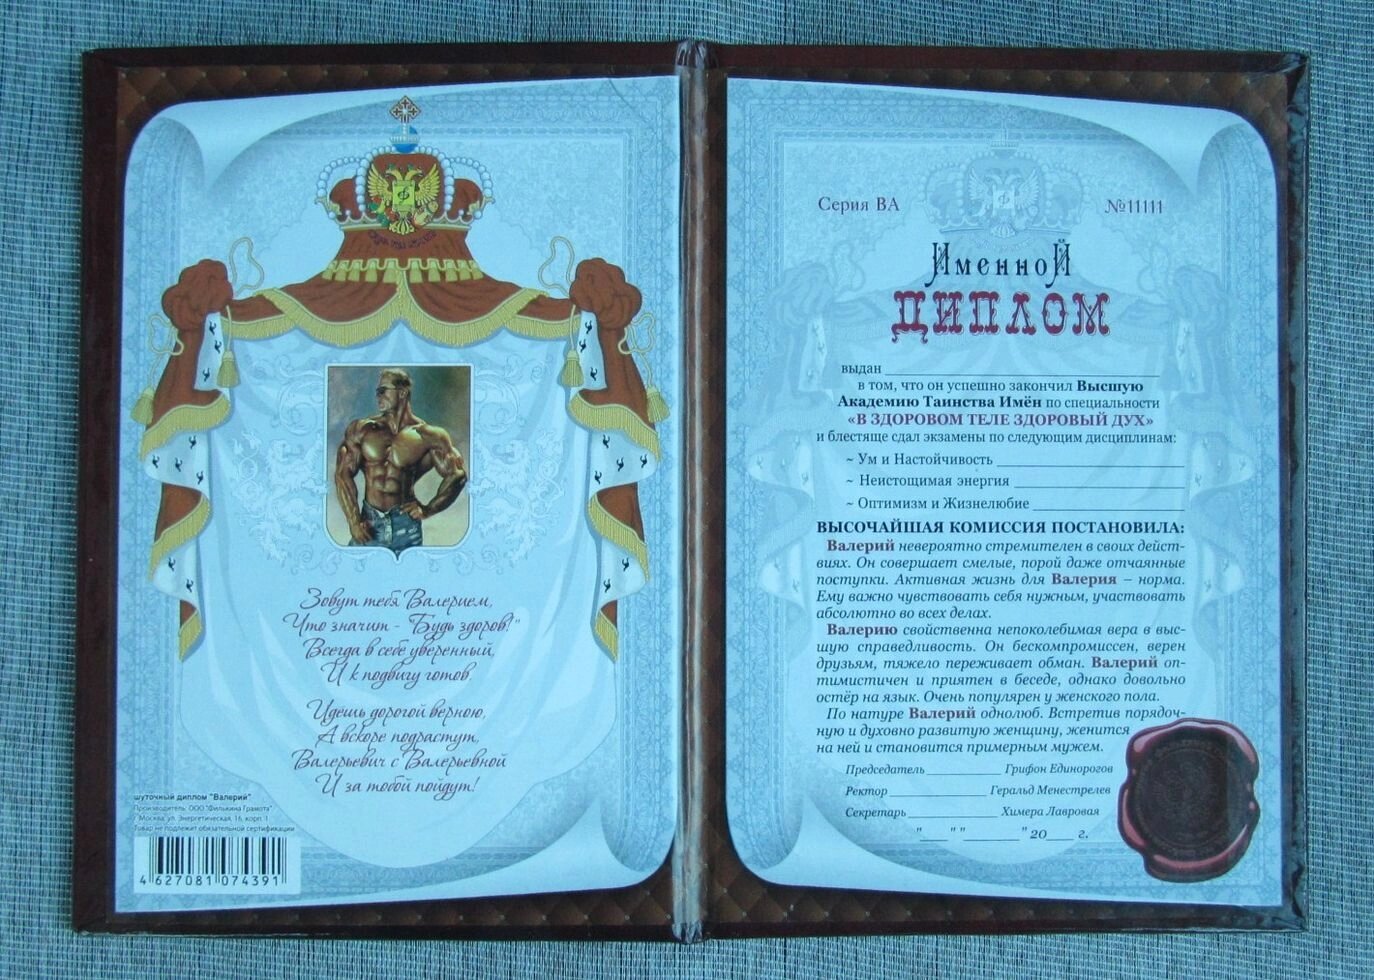 Зовут тебя Валерием,
Что значит - "Будь здоров!"
Всегда в себе уверенный,
И к подвигу готов.
Идёшь дорогой верною,
А вскоре подрастут,
Валерьевич с Валерьевной
И за тобой пойдут!
шуточный диплом "Валерий"
Производитель: ООО "Филькина Грамота"
г. Москва, ул. Энергетическая, 16, корп. 1
Товар не подлежит обязательной сертификации
4 627081 074391
Серия ВА №11111
Именной
ДИПЛОМ
выдан
в том, что он успешно закончил Высшую
Академию Таинства Имён по специальности
«В ЗДОРОВОМ ТЕЛЕ ЗДОРОВЫЙ ДУХ»
и блестяще сдал экзамены по следующим дисциплинам:
~ Ум и Настойчивость
~ Неистощимая энергия
~ Оптимизм и Жизнелюбие
ВЫСОЧАЙШАЯ КОМИССИЯ ПОСТАНОВИЛА:
Валерий невероятно стремителен в своих дейст-
виях. Он совершает смелые, порой даже отчаянные
поступки. Активная жизнь для Валерия – норма.
Ему важно чувствовать себя нужным, участвовать
абсолютно во всех делах.
Валерию свойственна непоколебимая вера в выс-
шую справедливость. Он бескомпромиссен, верен
друзьям, тяжело переживает обман. Валерий оп-
тимистичен и приятен в беседе, однако довольно
остёр на язык. Очень популярен у женского пола.
По натуре Валерий однолюб. Встретив порядоч-
ную и духовно развитую женщину, женится
на ней и становится примерным мужем.
Председатель Грифон Единорогов
Ректор Геральд Менестрелев
Секретарь Химера Лавровая
"___" "________" 20___ г.